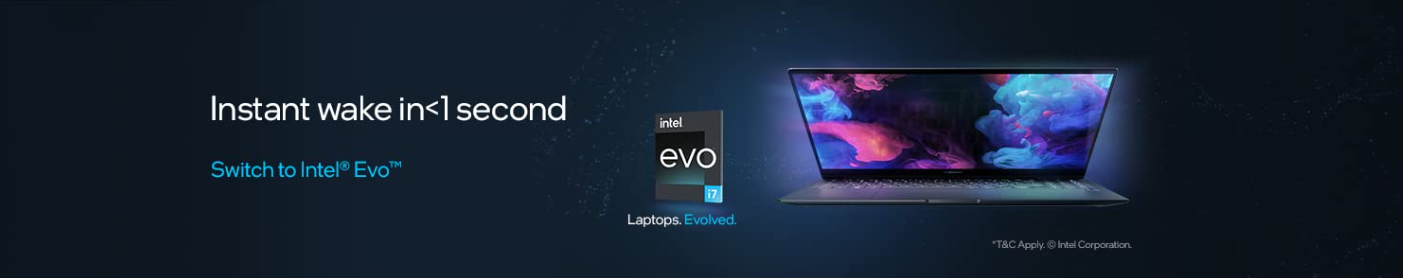 Instant wake in<1 second
Switch to Intel® Evo™
intel
evo
i7
Laptops. Evolved.
*T&C Apply. © Intel Corporation.